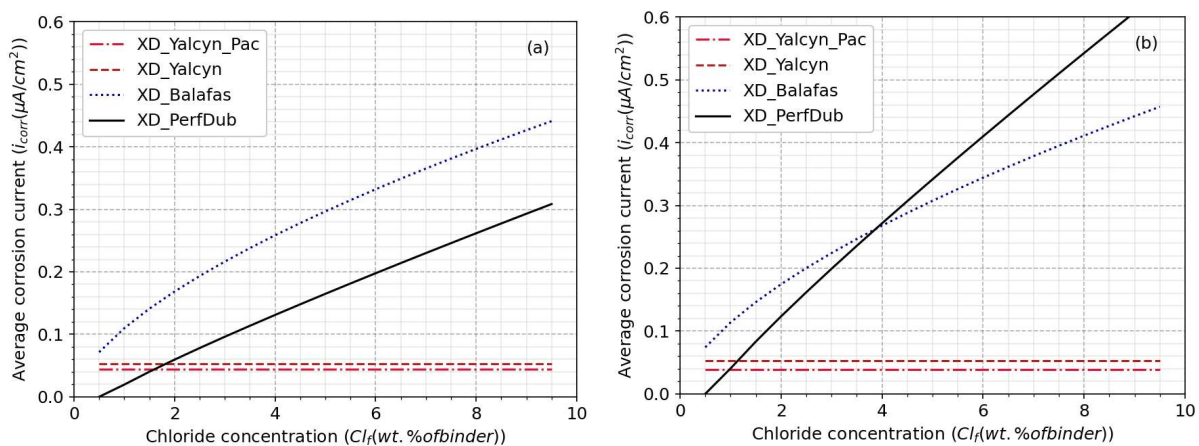 0.6
0.5
0.4
0.3
0.2
0.1
0.0
Average corrosion current (i_corr(μA/cm²))
XD_Yalcyn_Pac
XD_Yalcyn
XD_Balafas
XD_PerfDub
(a)
0 2 4 6 8 10
Chloride concentration (Cl_f(wt.%ofbinder))
0.6
0.5
0.4
0.3
0.2
0.1
0.0
Average corrosion current (i_corr(μA/cm²))
XD_Yalcyn_Pac
XD_Yalcyn
XD_Balafas
XD_PerfDub
(b)
0 2 4 6 8 10
Chloride concentration (Cl_f(wt.%ofbinder))